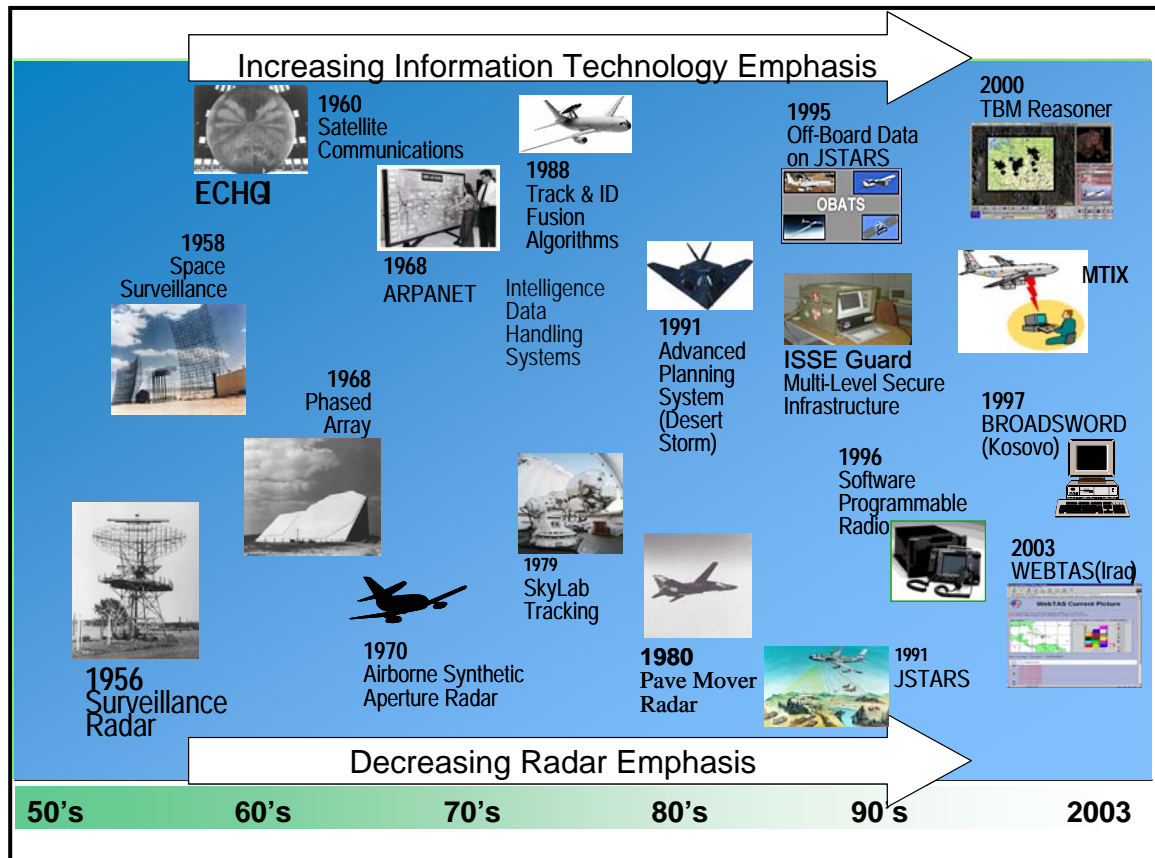 Increasing Information Technology Emphasis
ECHO I
1960
Satellite
Communications
1958
Space
Surveillance
1968
ARPANET
1988
Track & ID
Fusion
Algorithms
Intelligence
Data
Handling
Systems
1995
Off-Board Data
on JSTARS
OBATS
2000
TBM Reasoner
MTIX
1991
Advanced
Planning
System
(Desert
Storm)
ISSE Guard
Multi-Level Secure
Infrastructure
1968
Phased
Array
1997
BROADSWORD
(Kosovo)
1996
Software
Programmable
Radio
1956
Surveillance
Radar
1970
Airborne Synthetic
Aperture Radar
1979
SkyLab
Tracking
1980
Pave Mover
Radar
1991
JSTARS
2003
WEBTAS(Iraq)
WebTAS Current Picture
Decreasing Radar Emphasis
50's 60's 70's 80's 90's 2003